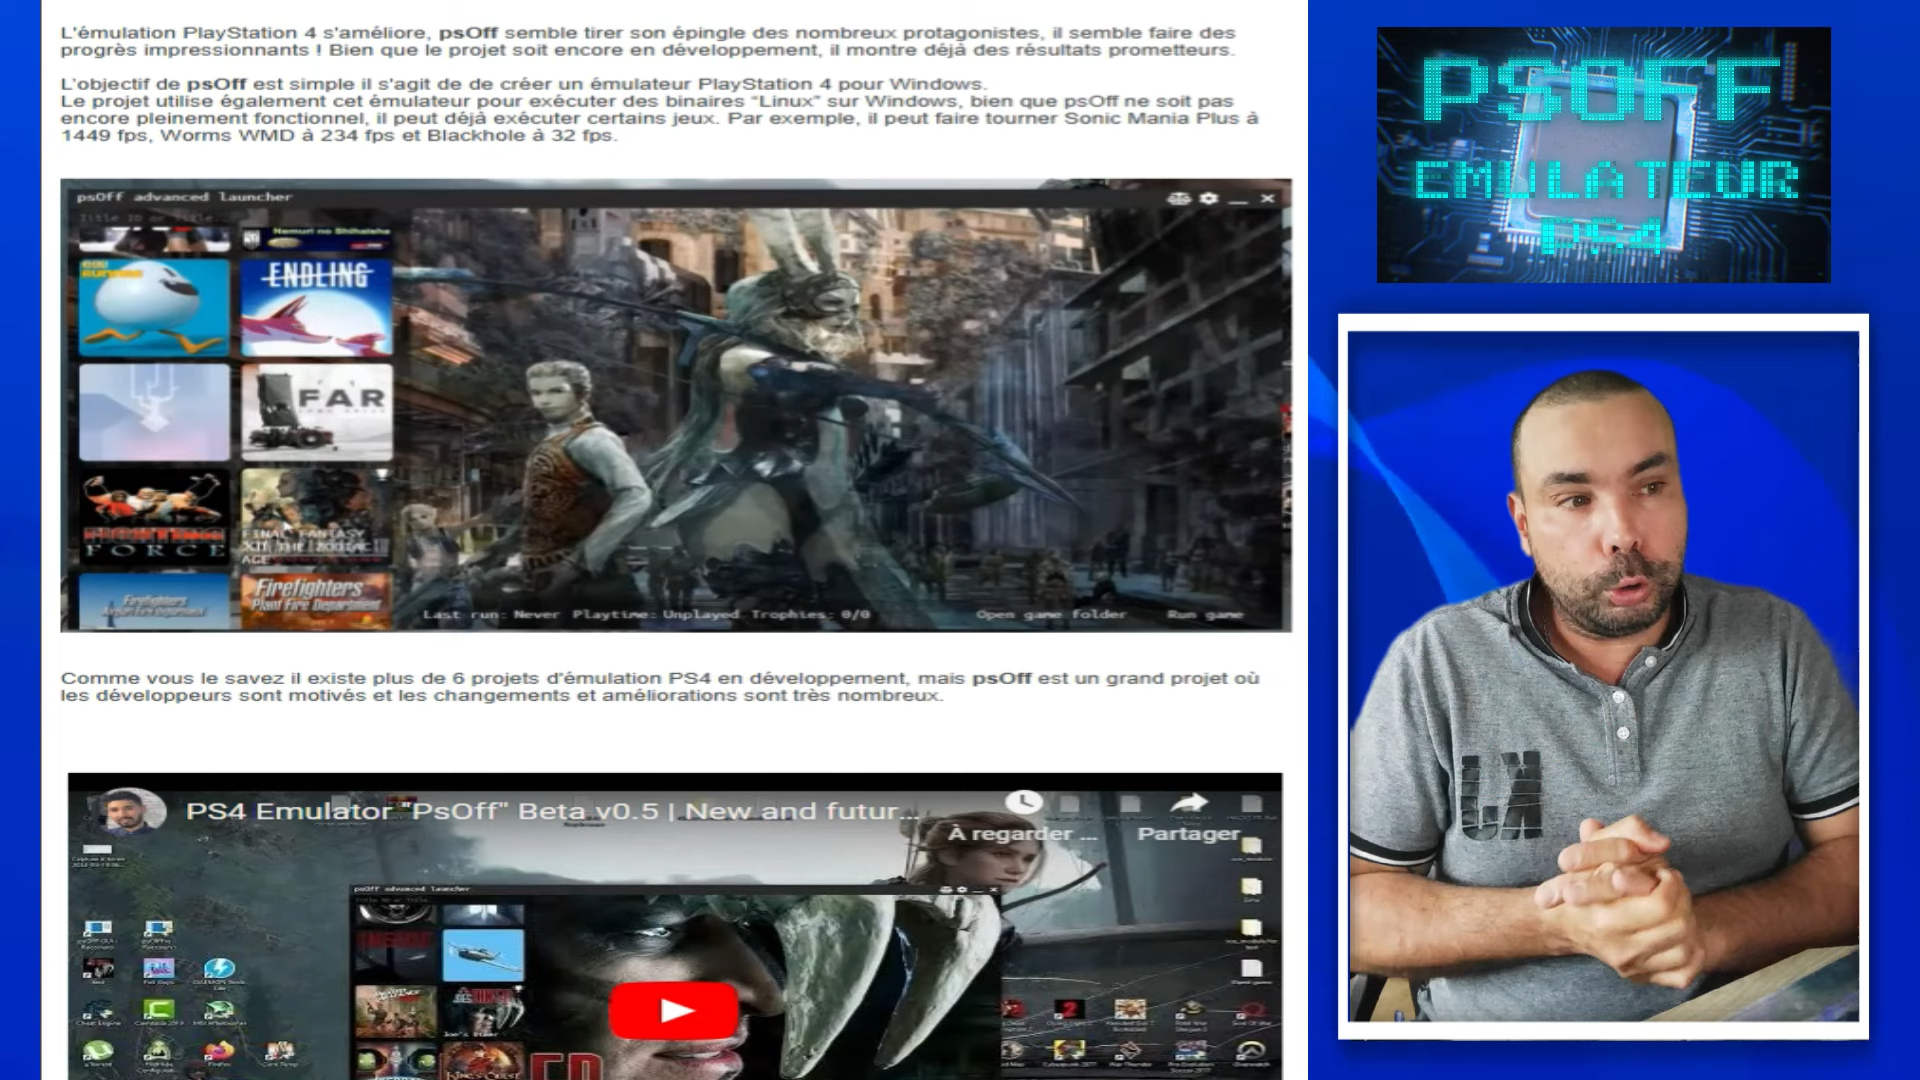 L'émulation PlayStation 4 s'améliore, psOff semble tirer son épingle des nombreux protagonistes, il semble faire des
progrès impressionnants ! Bien que le projet soit encore en développement, il montre déjà des résultats prometteurs.
L'objectif de psOff est simple il s'agit de de créer un émulateur PlayStation 4 pour Windows.
Le projet utilise également cet émulateur pour exécuter des binaires “Linux” sur Windows, bien que psOff ne soit pas
encore pleinement fonctionnel, il peut déjà exécuter certains jeux. Par exemple, il peut faire tourner Sonic Mania Plus à
1449 fps, Worms WMD à 234 fps et Blackhole à 32 fps.
psOff advanced launcher
Title ID or Title
Nemuri no Shihaisha
ENDLING
FAR
FORCE
FINAL FANTASY
XII THE ZODIAC
AGE
Firefighters
Firefighters
Plant Fire Department
Last run: Never Playtime: Unplayed Trophies: 0/0
Open game folder
Run game
Comme vous le savez il existe plus de 6 projets d'émulation PS4 en développement, mais psOff est un grand projet où
les développeurs sont motivés et les changements et améliorations sont très nombreux.
PS4 Emulator "PsOff" Beta v0.5 | New and futur...
À regarder ...
Partager
psOff advanced launcher
PSOFF
EMULATEUR
PS4